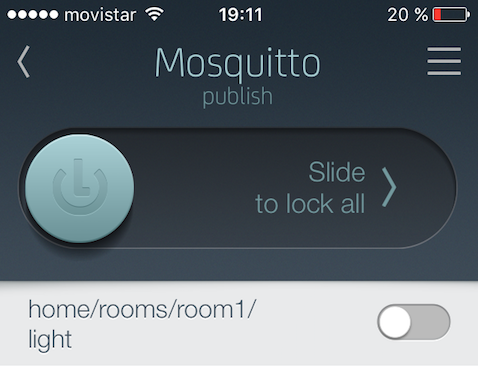 movistar 19:11 20 %
Mosquitto
publish
Slide
to lock all
home/rooms/room1/
light